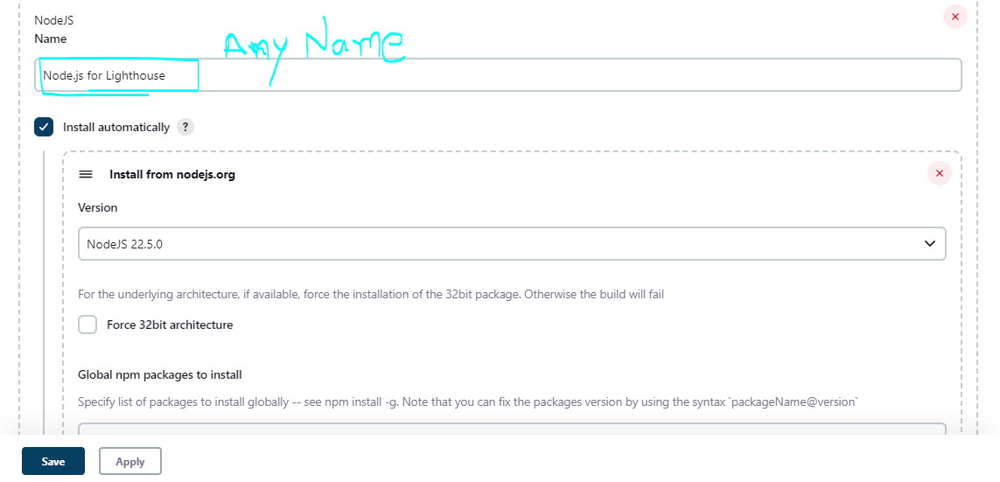 NodeJS
Name
Any Name
Node.js for Lighthouse
Install automatically ?
Install from nodejs.org
Version
NodeJS 22.5.0
For the underlying architecture, if available, force the installation of the 32bit package. Otherwise the build will fail
Force 32bit architecture
Global npm packages to install
Specify list of packages to install globally -- see npm install -g. Note that you can fix the packages version by using the syntax `packageName@version`
Save
Apply